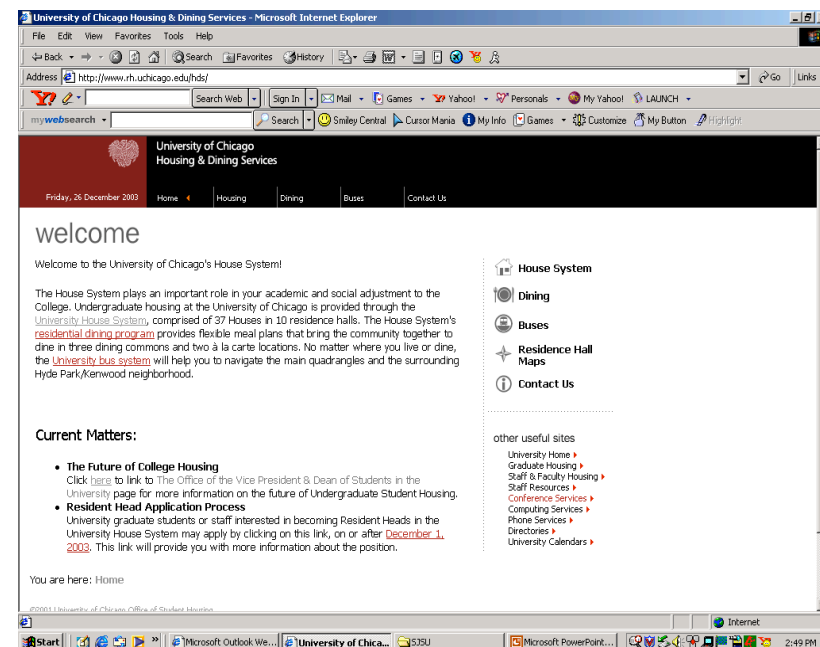 University of Chicago Housing & Dining Services - Microsoft Internet Explorer
File Edit View Favorites Tools Help
Back Search Favorites History
Address http://www.rh.uchicago.edu/hds/ Go Links
Y7 Search Web Sign In Mail Games Yahoo! Personals My Yahoo! LAUNCH
mywebsearch Search Smiley Central Cursor Mania My Info Games Customize My Button Highlight
University of Chicago
Housing & Dining Services
Friday, 26 December 2003 Home Housing Dining Buses Contact Us
welcome
Welcome to the University of Chicago's House System!
The House System plays an important role in your academic and social adjustment to the
College. Undergraduate housing at the University of Chicago is provided through the
University House System, comprised of 37 Houses in 10 residence halls. The House System's
residential dining program provides flexible meal plans that bring the community together to
dine in three dining commons and two à la carte locations. No matter where you live or dine,
the University bus system will help you to navigate the main quadrangles and the surrounding
Hyde Park/Kenwood neighborhood.
House System
Dining
Buses
Residence Hall
Maps
Contact Us
Current Matters:
The Future of College Housing
Click here to link to The Office of the Vice President & Dean of Students in the
University page for more information on the future of Undergraduate Student Housing.
Resident Head Application Process
University graduate students or staff interested in becoming Resident Heads in the
University House System may apply by clicking on this link, on or after December 1,
2003. This link will provide you with more information about the position.
other useful sites
University Home
Graduate Housing
Staff & Faculty Housing
Staff Resources
Conference Services
Computing Services
Phone Services
Directories
University Calendars
You are here: Home
©2001 University of Chicago Office of Student Housing
Internet
Start Microsoft Outlook We... University of Chica... SJSU Microsoft PowerPoint... 2:49 PM